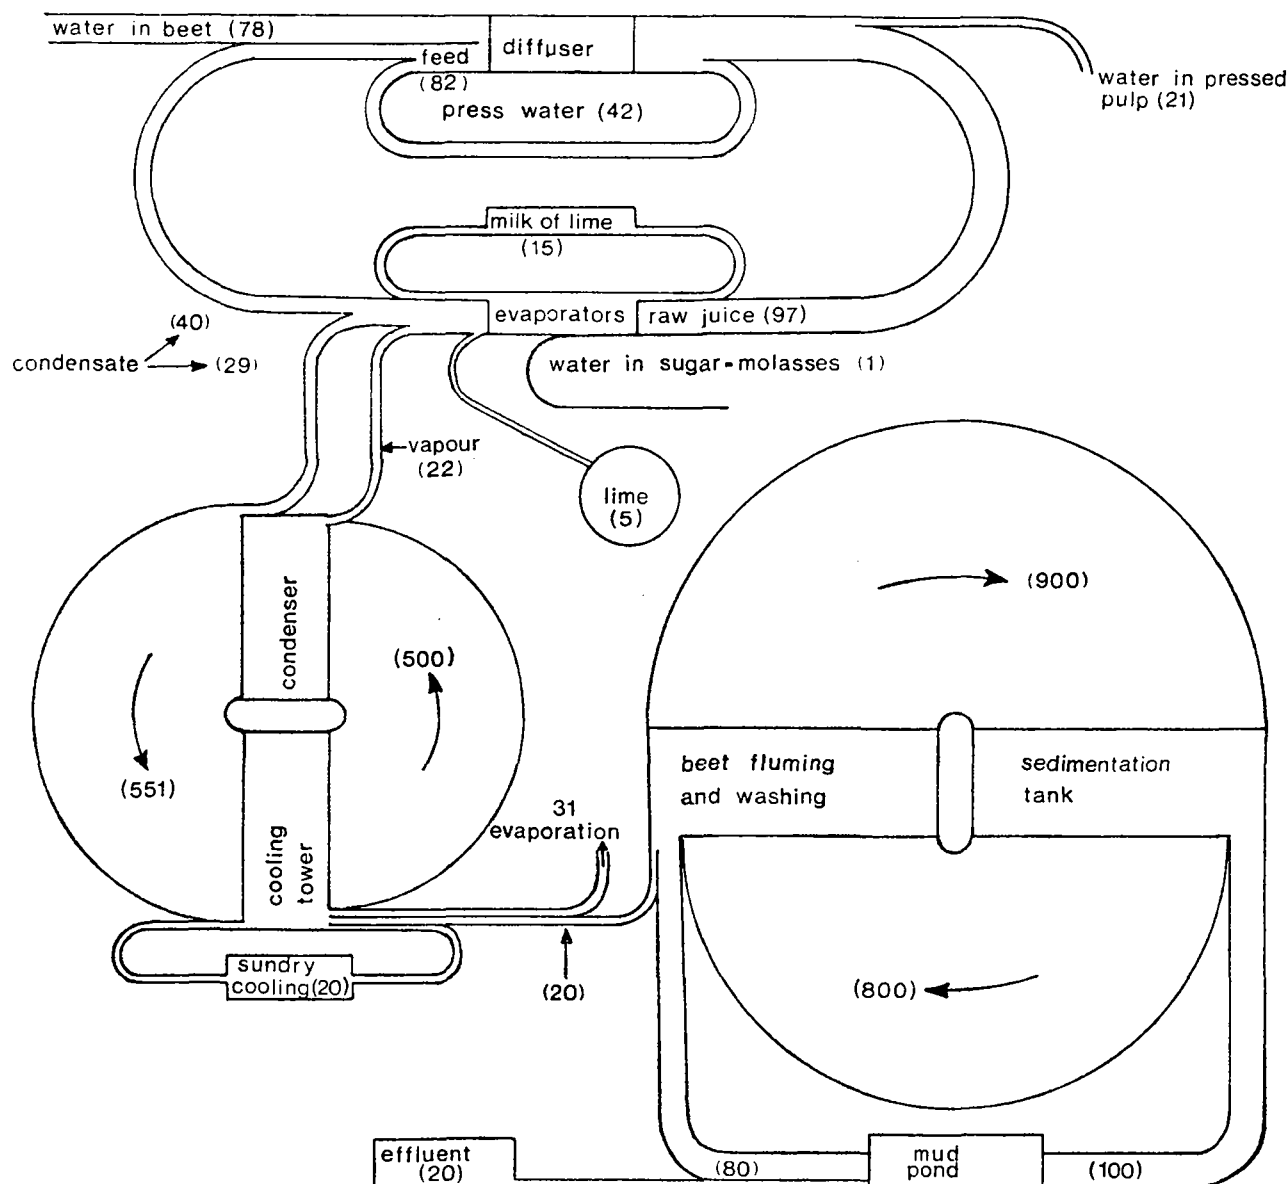 water in beet (78)
feed
(82)
diffuser
water in pressed
pulp (21)
press water (42)
milk of lime
(15)
evaporators
raw juice (97)
(40)
condensate
(29)
water in sugar-molasses (1)
vapour
(22)
lime
(5)
condenser
(500)
(551)
cooling
tower
31
evaporation
(20)
sundry
cooling (20)
(900)
beet fluming
and washing
sedimentation
tank
(800)
effluent
(20)
(80)
mud
pond
(100)